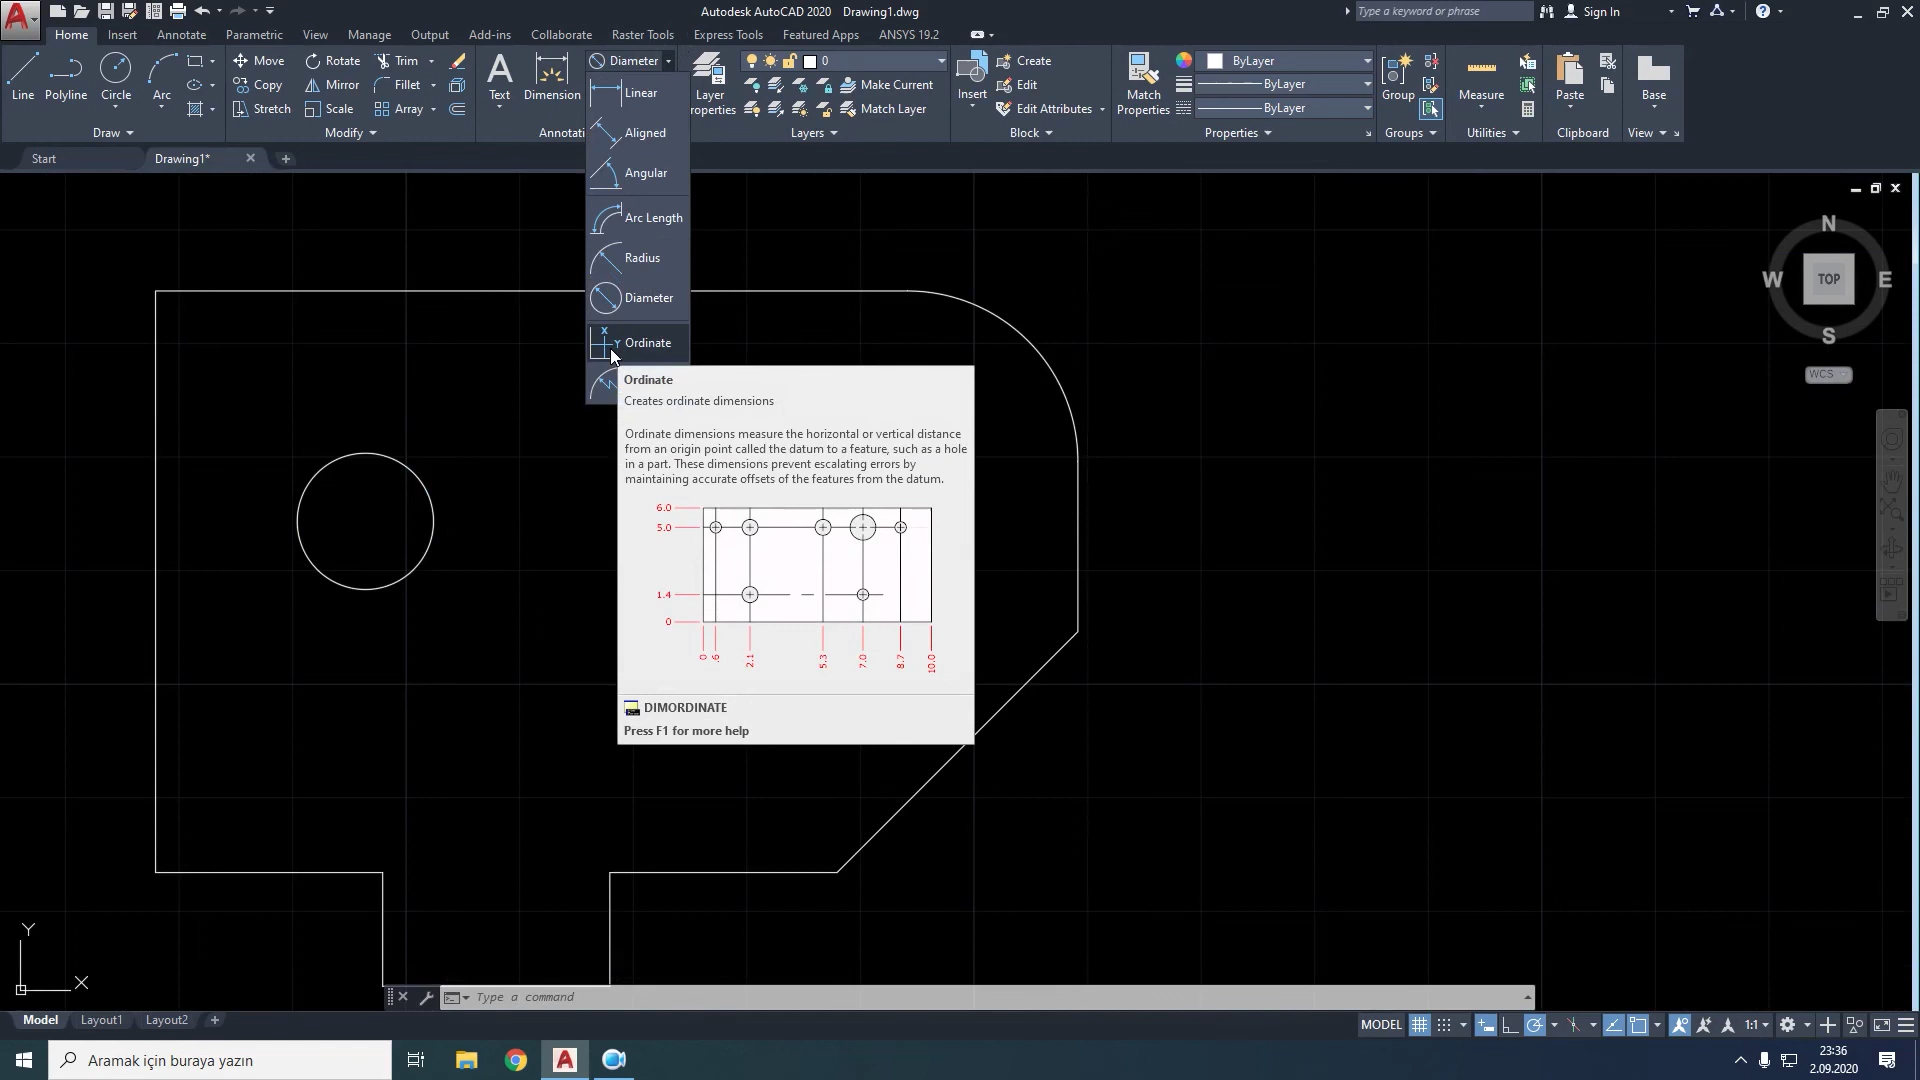 Autodesk AutoCAD 2020 Drawing1.dwg
Type a keyword or phrase
Sign In
Home Insert Annotate Parametric View Manage Output Add-ins Collaborate Raster Tools Express Tools Featured Apps ANSYS 19.2
Line
Polyline
Circle
Arc
Draw
Move
Copy
Stretch
Rotate
Mirror
Scale
Trim
Fillet
Array
Modify
Text
Dimension
Diameter
Annotati
Layer
roperties
0
Make Current
Match Layer
Layers
Insert
Create
Edit
Edit Attributes
Block
Match
Properties
ByLayer
ByLayer
ByLayer
Properties
Group
Groups
Measure
Utilities
Paste
Clipboard
Base
View
Start
Drawing1*
Linear
Aligned
Angular
Arc Length
Radius
Diameter
X
Y
Ordinate
Ordinate
Creates ordinate dimensions
Ordinate dimensions measure the horizontal or vertical distance
from an origin point called the datum to a feature, such as a hole
in a part. These dimensions prevent escalating errors by
maintaining accurate offsets of the features from the datum.
6.0
5.0
1.4
0
0 .6 2.1 5.3 7.0 8.7 10.0
DIMORDINATE
Press F1 for more help
N
W TOP E
S
WCS
Y
X
Type a command
Model Layout1 Layout2
MODEL
1:1
Aramak için buraya yazın
23:36
2.09.2020